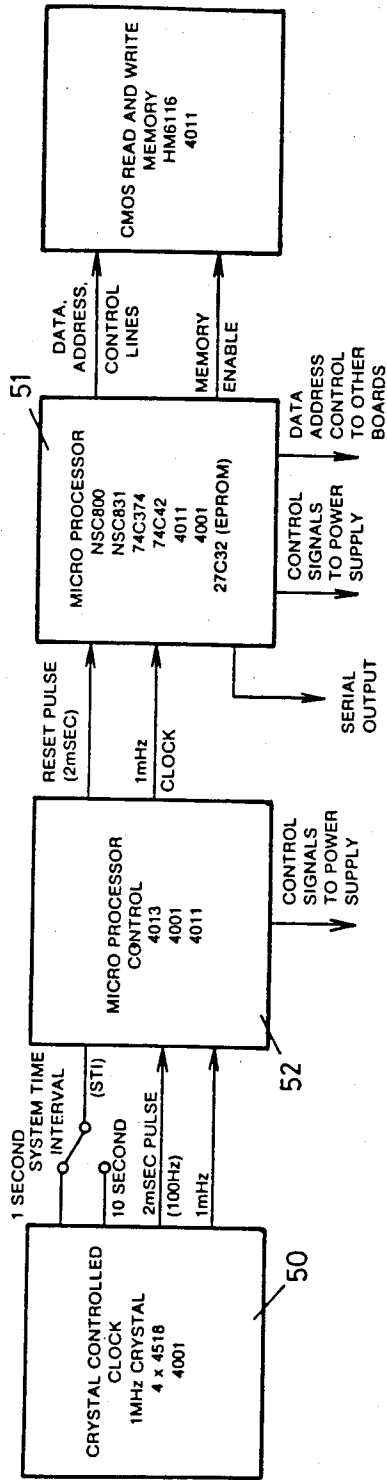 CRYSTAL CONTROLLED
CLOCK
1MHz CRYSTAL
4 x 4518
4001
50
1 SECOND
SYSTEM TIME
INTERVAL
(STI)
10 SECOND
2mSEC PULSE
(100Hz)
1mHz
MICRO PROCESSOR
CONTROL
4013
4001
4011
52
CONTROL
SIGNALS
TO POWER
SUPPLY
RESET PULSE
(2mSEC)
1mHz
CLOCK
51
MICRO PROCESSOR
NSC800
NSC831
74C374
74C42
4011
4001
27C32 (EPROM)
SERIAL
OUTPUT
CONTROL
SIGNALS
TO POWER
SUPPLY
DATA
ADDRESS
CONTROL
TO OTHER
BOARDS
DATA,
ADDRESS,
CONTROL
LINES
MEMORY
ENABLE
CMOS READ AND WRITE
MEMORY
HM6116
4011